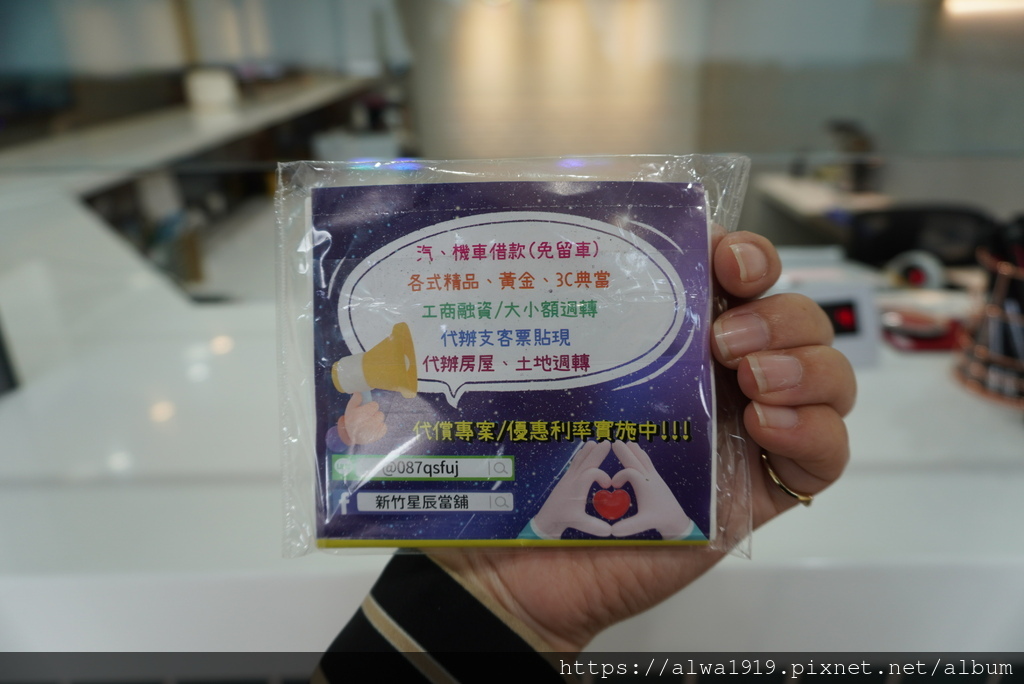 汽、機車借款(免留車)
各式精品、黃金、3C典當
工商融資/大小額週轉
代辦支客票貼現
代辦房屋、土地週轉
代償專案/優惠利率實施中!!!
@087qsfuj
新竹星辰當舖
https://alwa1919.pixnet.net/album